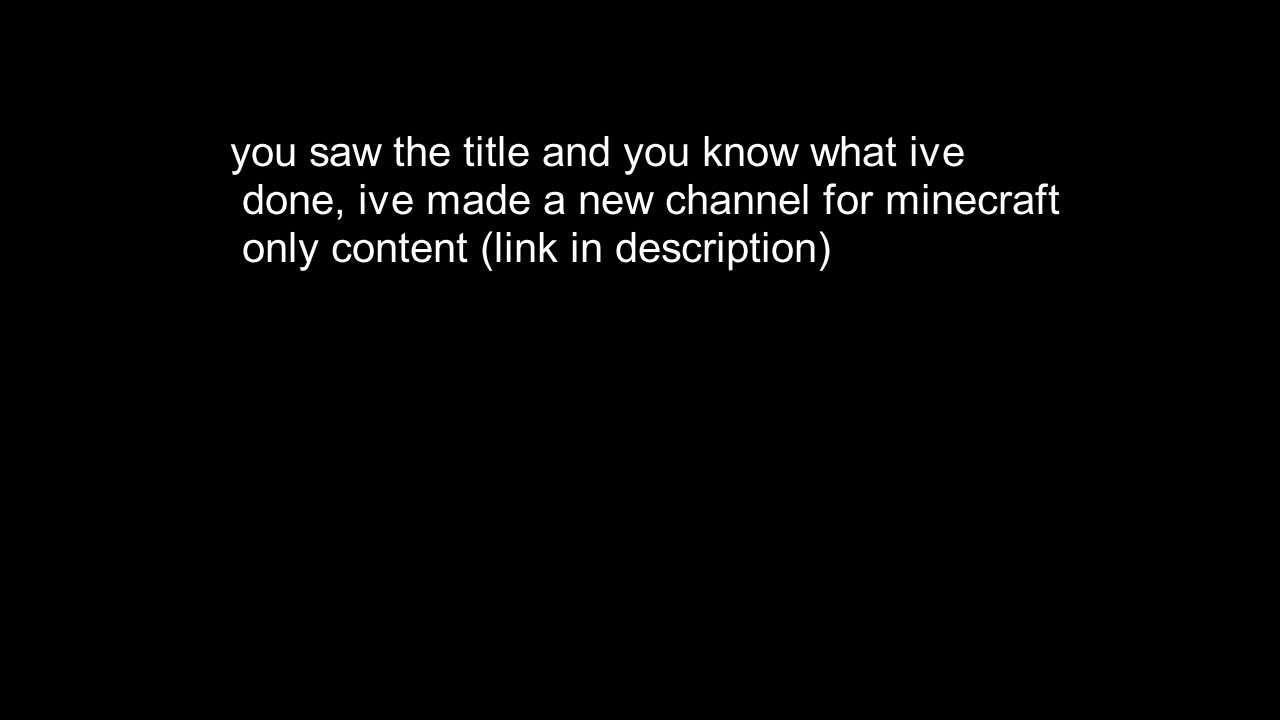 you saw the title and you know what ive
done, ive made a new channel for minecraft
only content (link in description)